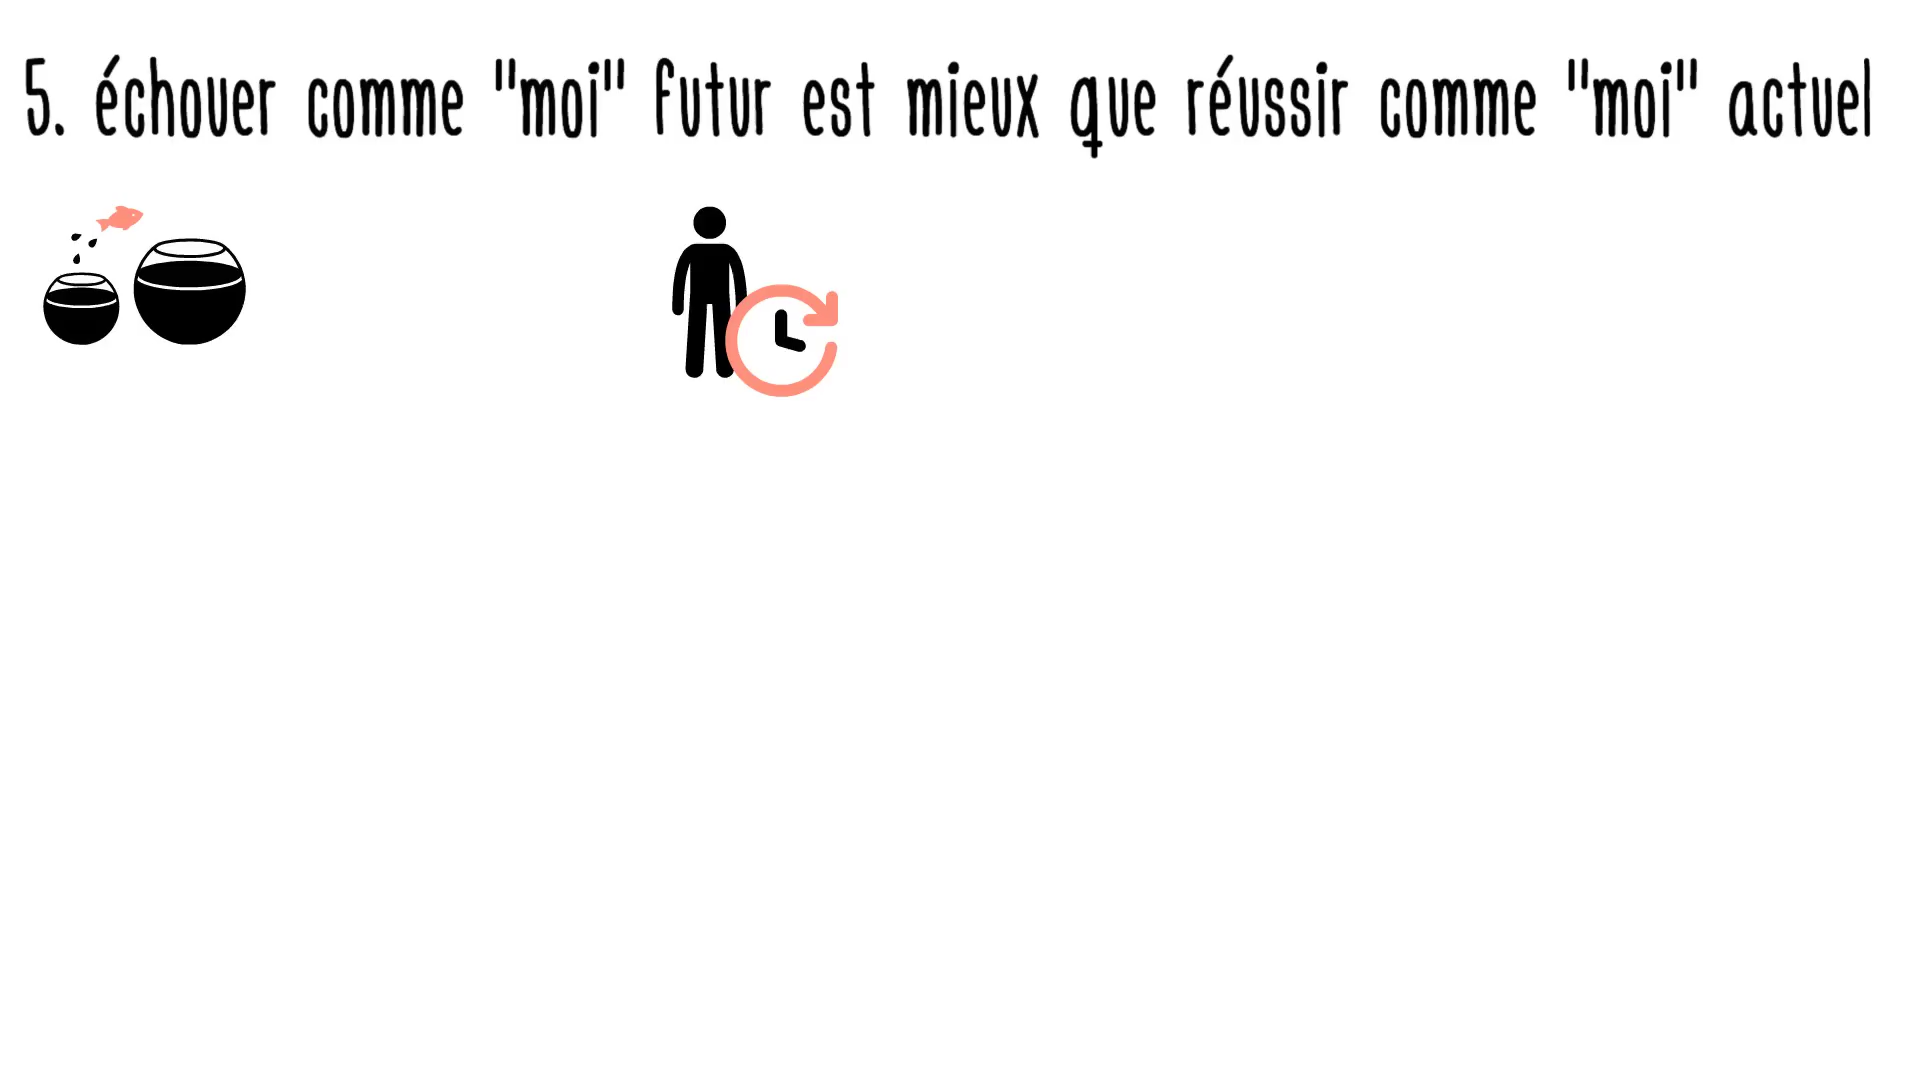 5. échouer comme "moi" futur est mieux que réussir comme "moi" actuel